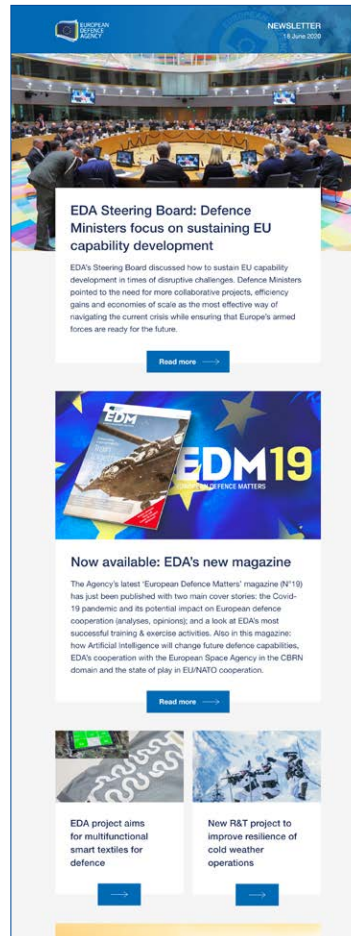 EUROPEAN
DEFENCE
AGENCY
NEWSLETTER
18 June 2020
EDA Steering Board: Defence
Ministers focus on sustaining EU
capability development
EDA's Steering Board discussed how to sustain EU capability
development in times of disruptive challenges. Defence Ministers
pointed to the need for more collaborative projects, efficiency
gains and economies of scale as the most effective way of
navigating the current crisis while ensuring that Europe's armed
forces are ready for the future.
Read more
EDM
EDM19
EUROPEAN DEFENCE MATTERS
Now available: EDA's new magazine
The Agency's latest 'European Defence Matters' magazine (N°19)
has just been published with two main cover stories: the Covid-
19 pandemic and its potential impact on European defence
cooperation (analyses, opinions); and a look at EDA's most
successful training & exercise activities. Also in this magazine:
how Artificial Intelligence will change future defence capabilities,
EDA's cooperation with the European Space Agency in the CBRN
domain and the state of play in EU/NATO cooperation.
Read more
EDA project aims
for multifunctional
smart textiles for
defence
New R&T project to
improve resilience of
cold weather
operations